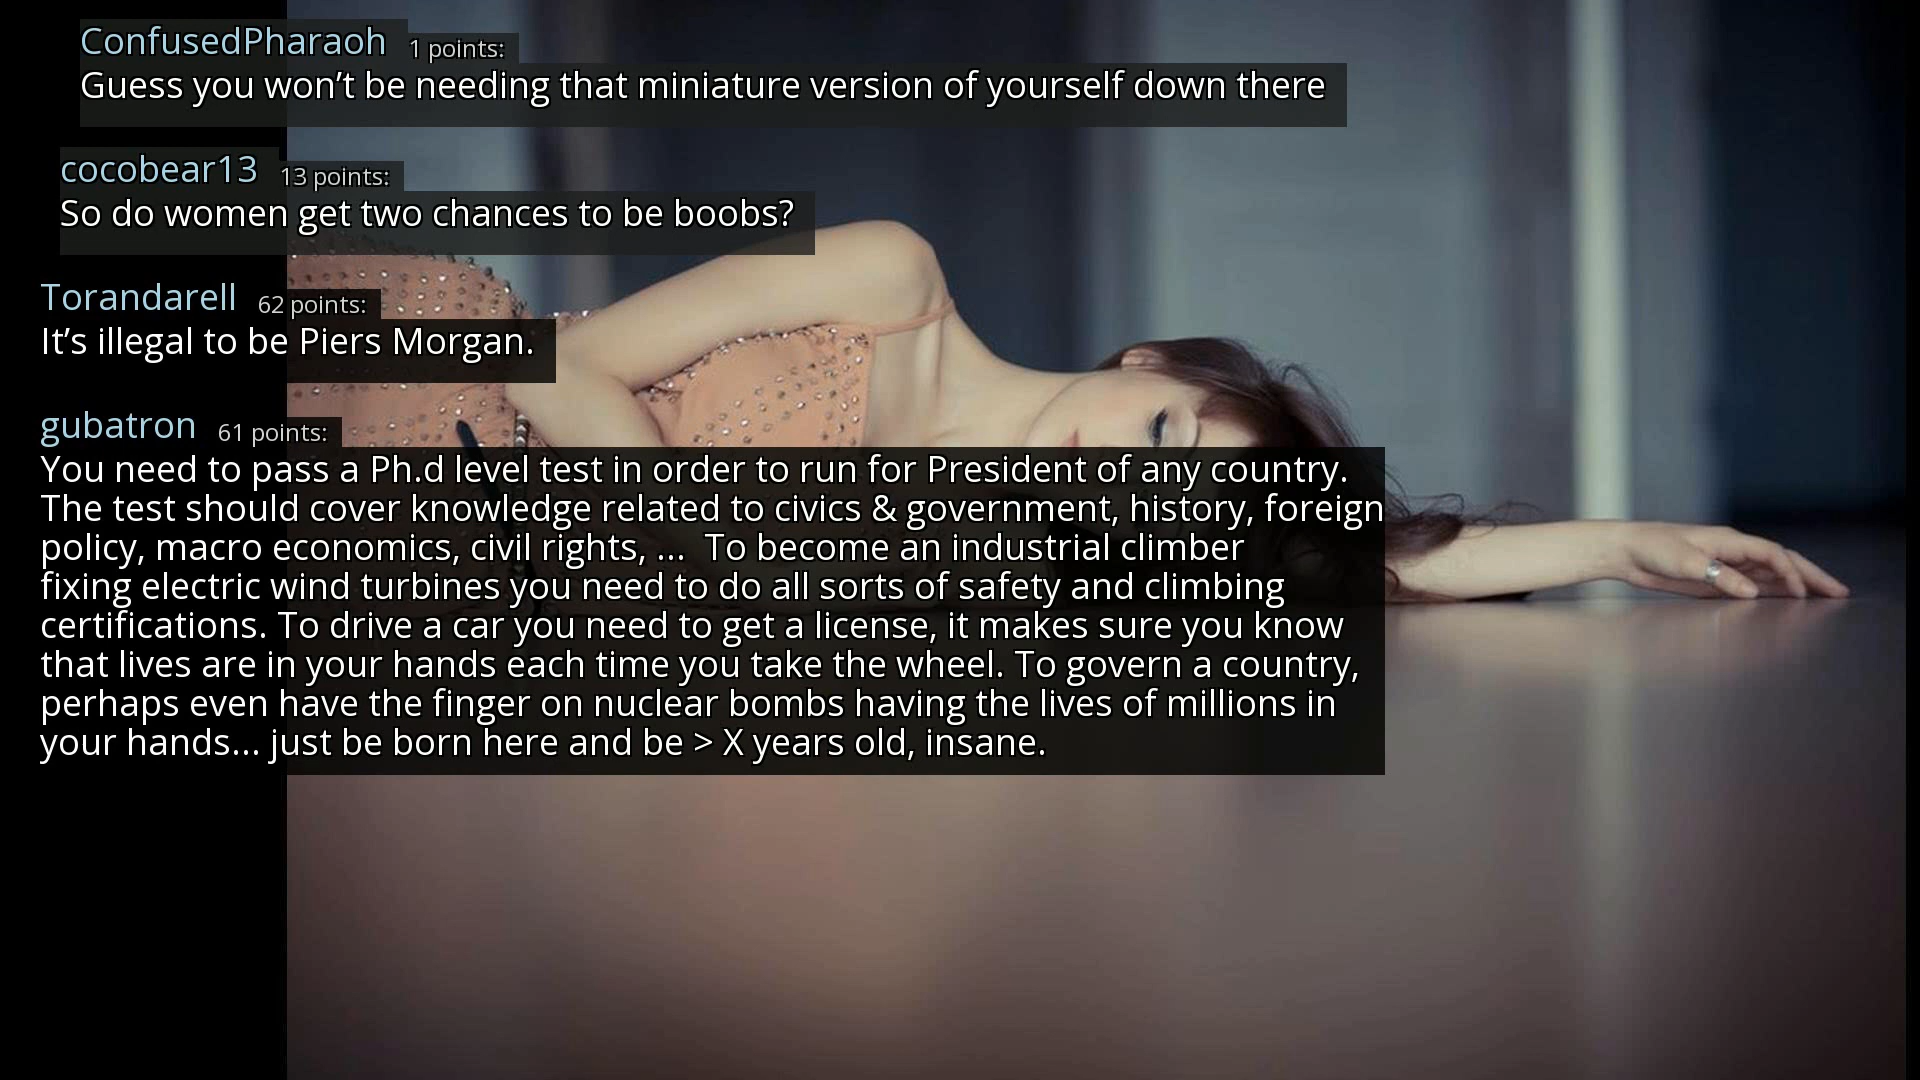 ConfusedPharaoh 1 points:
Guess you won’t be needing that miniature version of yourself down there
cocobear13 13 points:
So do women get two chances to be boobs?
Torandarell 62 points:
It’s illegal to be Piers Morgan.
gubatron 61 points:
You need to pass a Ph.d level test in order to run for President of any country.
The test should cover knowledge related to civics & government, history, foreign
policy, macro economics, civil rights, ...  To become an industrial climber
fixing electric wind turbines you need to do all sorts of safety and climbing
certifications. To drive a car you need to get a license, it makes sure you know
that lives are in your hands each time you take the wheel. To govern a country,
perhaps even have the finger on nuclear bombs having the lives of millions in
your hands... just be born here and be > X years old, insane.